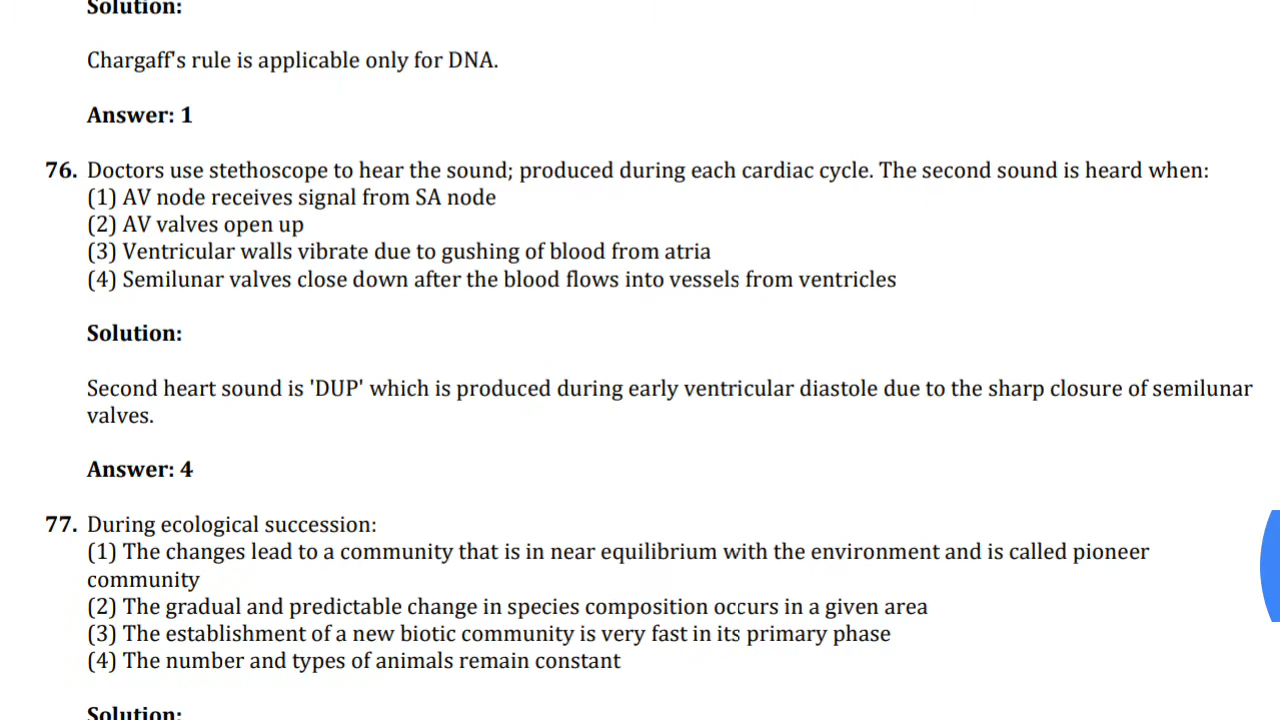 Solution:
Chargaff's rule is applicable only for DNA.
Answer: 1
76. Doctors use stethoscope to hear the sound; produced during each cardiac cycle. The second sound is heard when:
(1) AV node receives signal from SA node
(2) AV valves open up
(3) Ventricular walls vibrate due to gushing of blood from atria
(4) Semilunar valves close down after the blood flows into vessels from ventricles
Solution:
Second heart sound is 'DUP' which is produced during early ventricular diastole due to the sharp closure of semilunar
valves.
Answer: 4
77. During ecological succession:
(1) The changes lead to a community that is in near equilibrium with the environment and is called pioneer
community
(2) The gradual and predictable change in species composition occurs in a given area
(3) The establishment of a new biotic community is very fast in its primary phase
(4) The number and types of animals remain constant
Solution: